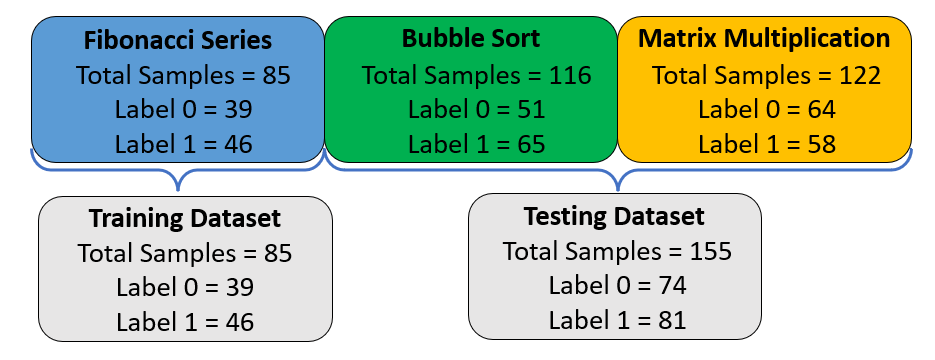 Fibonacci Series
Total Samples = 85
Label 0 = 39
Label 1 = 46
Bubble Sort
Total Samples = 116
Label 0 = 51
Label 1 = 65
Matrix Multiplication
Total Samples = 122
Label 0 = 64
Label 1 = 58
Training Dataset
Total Samples = 85
Label 0 = 39
Label 1 = 46
Testing Dataset
Total Samples = 155
Label 0 = 74
Label 1 = 81